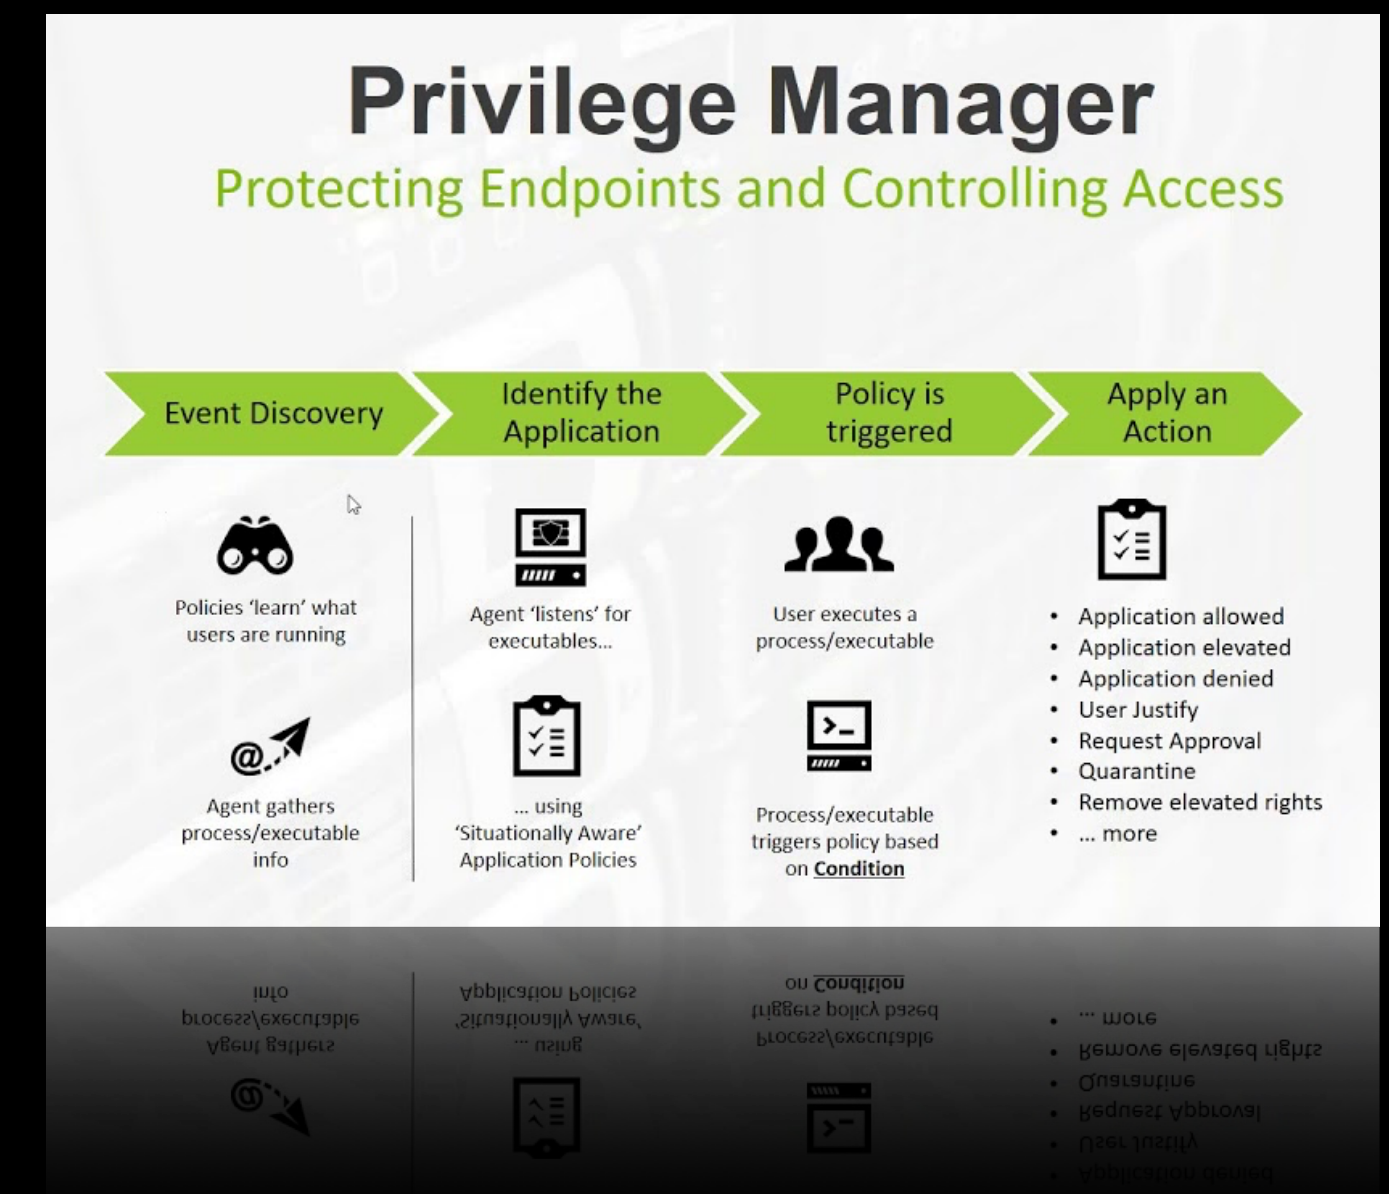 Privilege Manager
Protecting Endpoints and Controlling Access
Event Discovery
Identify the
Application
Policy is
triggered
Apply an
Action
Policies ‘learn’ what
users are running
Agent gathers
process/executable
info
Agent ‘listens’ for
executables...
... using
‘Situationally Aware’
Application Policies
User executes a
process/executable
Process/executable
triggers policy based
on Condition
• Application allowed
• Application elevated
• Application denied
• User Justify
• Request Approval
• Quarantine
• Remove elevated rights
• ... more